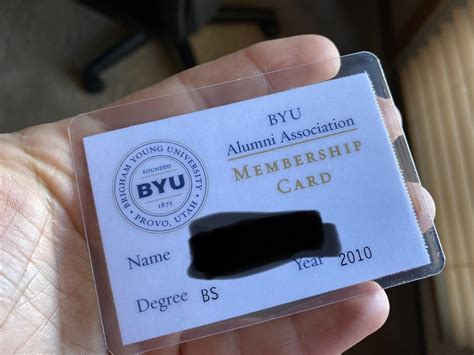 BYU
Alumni Association
MEMBERSHIP
CARD
BRIGHAM YOUNG UNIVERSITY
FOUNDED
BYU
1875
PROVO, UTAH
Name
Year 2010
Degree BS